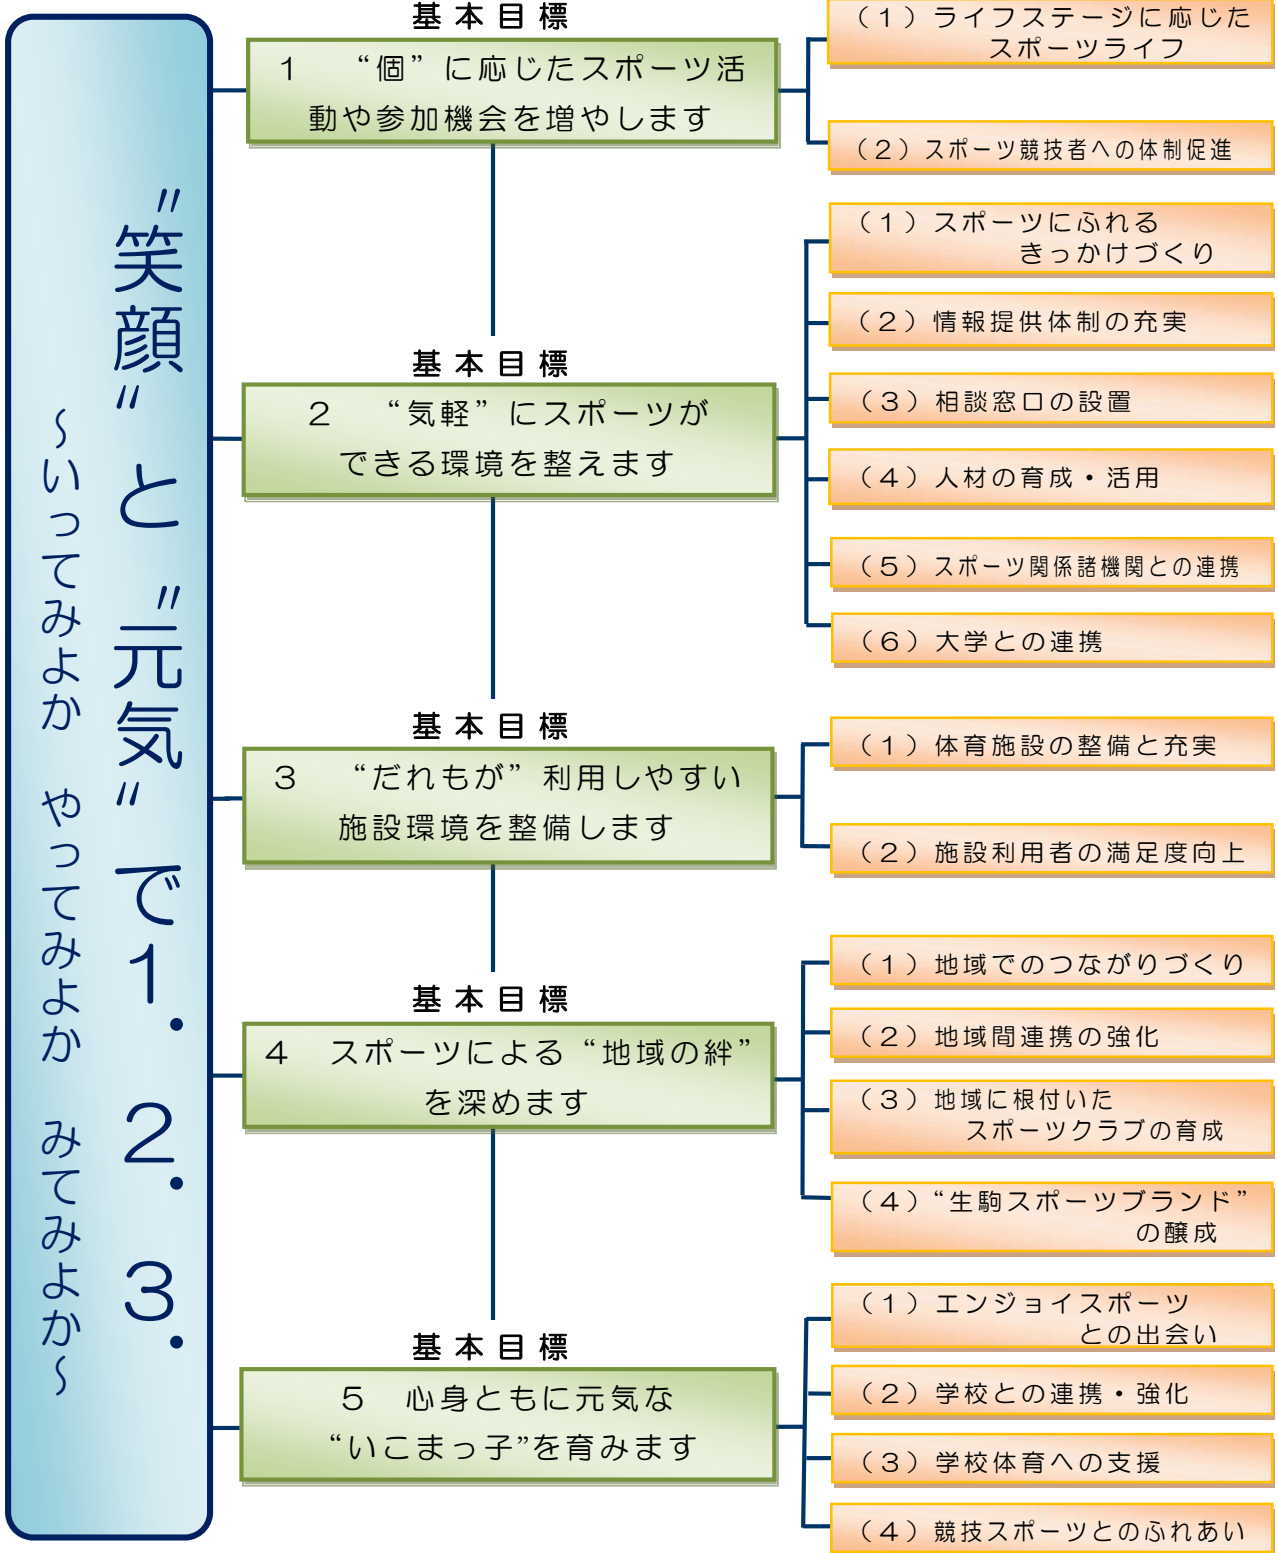 “笑顔” と “元気” で１．２．３．
～いってみよか　やってみよか　みてみよか～
基本目標
１　“個”に応じたスポーツ活
動や参加機会を増やします
（１）ライフステージに応じた
スポーツライフ
（２）スポーツ競技者への体制促進
基本目標
２　“気軽”にスポーツが
できる環境を整えます
（１）スポーツにふれる
きっかけづくり
（２）情報提供体制の充実
（３）相談窓口の設置
（４）人材の育成・活用
（５）スポーツ関係諸機関との連携
（６）大学との連携
基本目標
３　“だれもが”利用しやすい
施設環境を整備します
（１）体育施設の整備と充実
（２）施設利用者の満足度向上
基本目標
４　スポーツによる“地域の絆”
を深めます
（１）地域でのつながりづくり
（２）地域間連携の強化
（３）地域に根付いた
スポーツクラブの育成
（４）“生駒スポーツブランド”
の醸成
基本目標
５　心身ともに元気な
“いこまっ子”を育みます
（１）エンジョイスポーツ
との出会い
（２）学校との連携・強化
（３）学校体育への支援
（４）競技スポーツとのふれあい